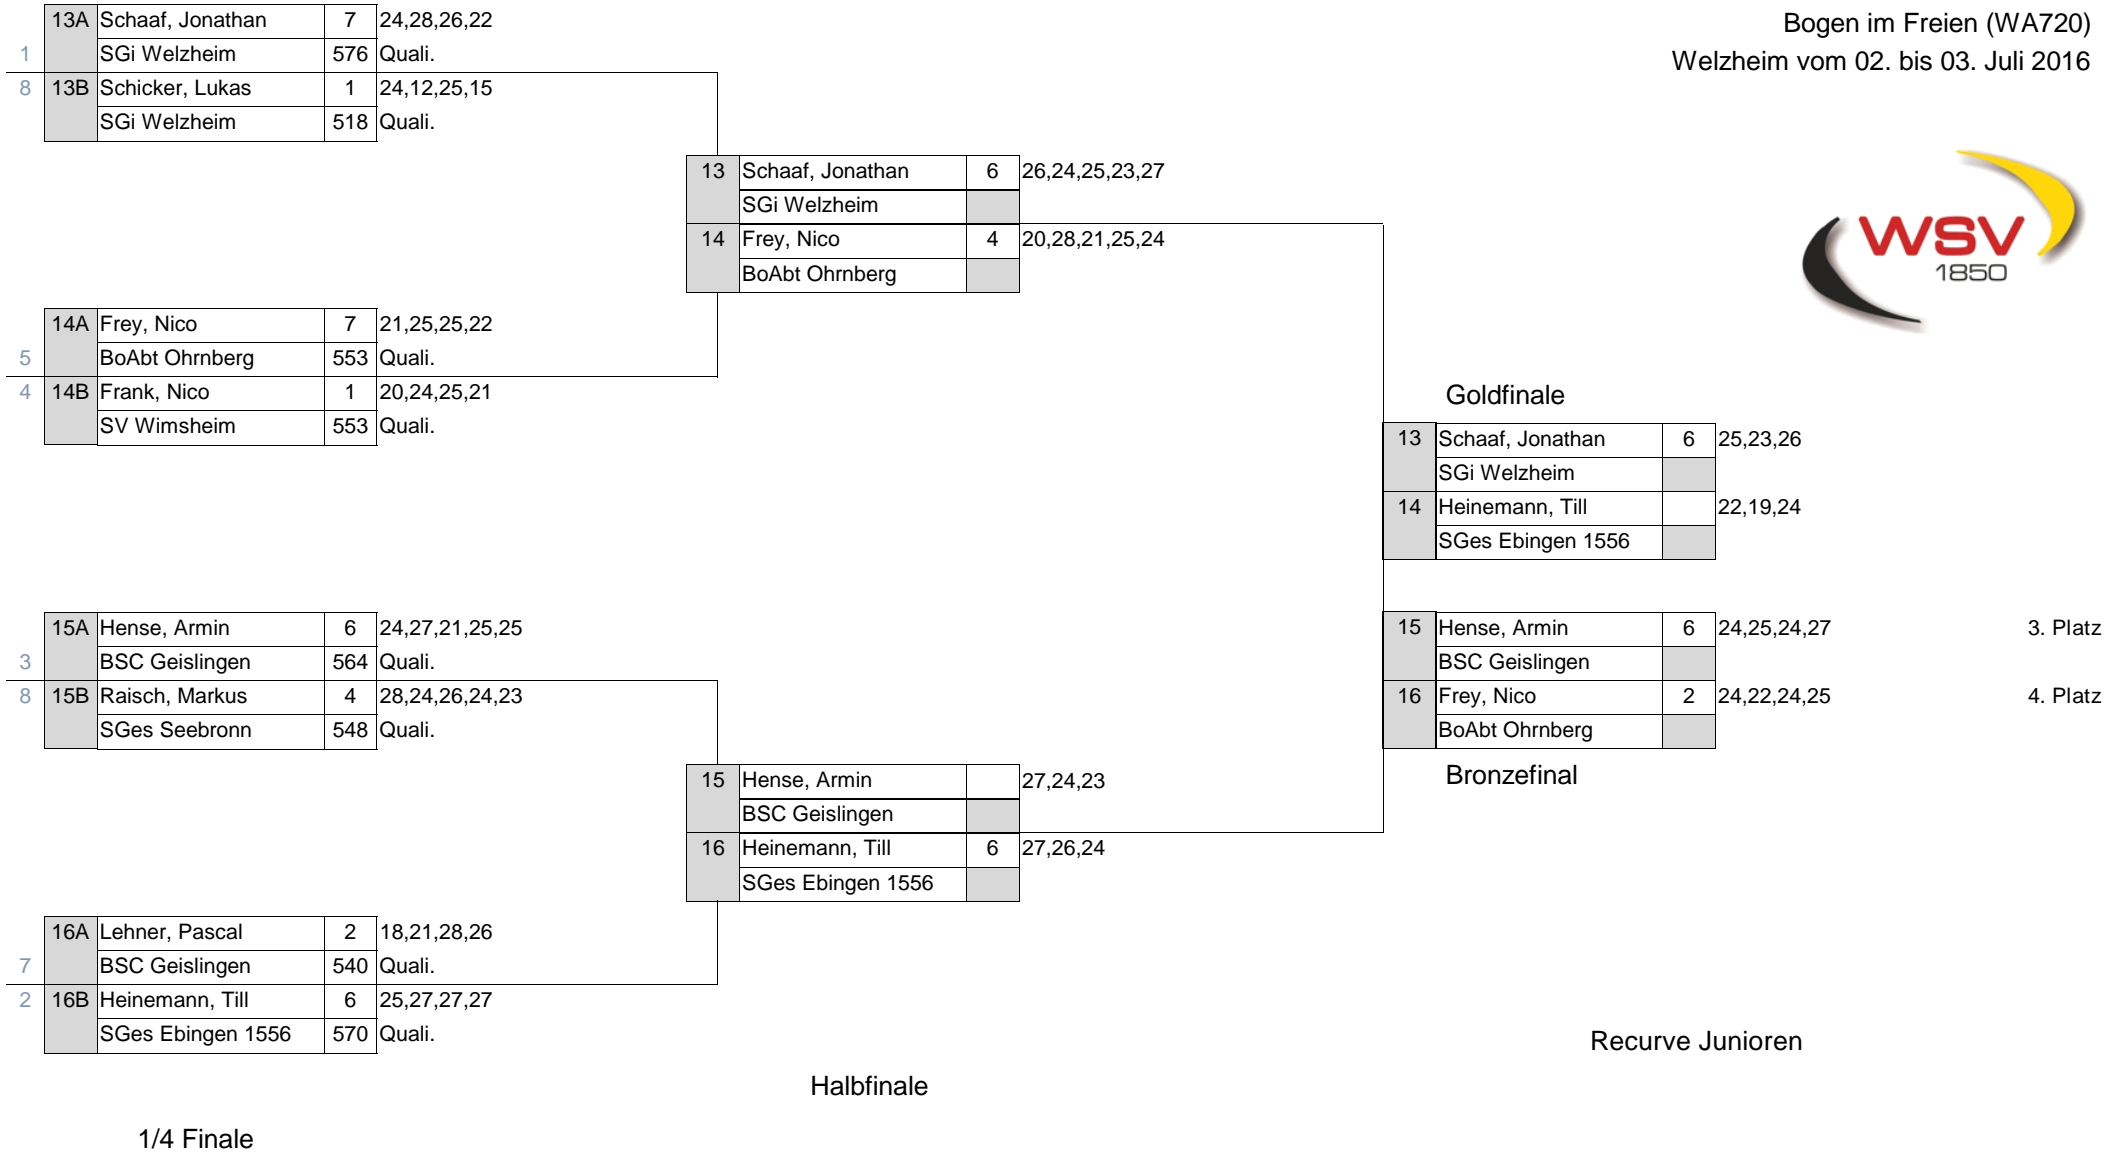 Bogen im Freien (WA720)
Welzheim vom 02. bis 03. Juli 2016
WSV
1850
13A Schaaf, Jonathan 7 24,28,26,22
1 SGi Welzheim 576 Quali.
8 13B Schicker, Lukas 1 24,12,25,15
SGi Welzheim 518 Quali.
14A Frey, Nico 7 21,25,25,22
5 BoAbt Ohrnberg 553 Quali.
4 14B Frank, Nico 1 20,24,25,21
SV Wimsheim 553 Quali.
15A Hense, Armin 6 24,27,21,25,25
3 BSC Geislingen 564 Quali.
8 15B Raisch, Markus 4 28,24,26,24,23
SGes Seebronn 548 Quali.
16A Lehner, Pascal 2 18,21,28,26
7 BSC Geislingen 540 Quali.
2 16B Heinemann, Till 6 25,27,27,27
SGes Ebingen 1556 570 Quali.
1/4 Finale
13 Schaaf, Jonathan 6 26,24,25,23,27
SGi Welzheim
14 Frey, Nico 4 20,28,21,25,24
BoAbt Ohrnberg
15 Hense, Armin 27,24,23
BSC Geislingen
16 Heinemann, Till 6 27,26,24
SGes Ebingen 1556
Halbfinale
Goldfinale
13 Schaaf, Jonathan 6 25,23,26
SGi Welzheim
14 Heinemann, Till 22,19,24
SGes Ebingen 1556
15 Hense, Armin 6 24,25,24,27 3. Platz
BSC Geislingen
16 Frey, Nico 2 24,22,24,25 4. Platz
BoAbt Ohrnberg
Bronzefinal
Recurve Junioren